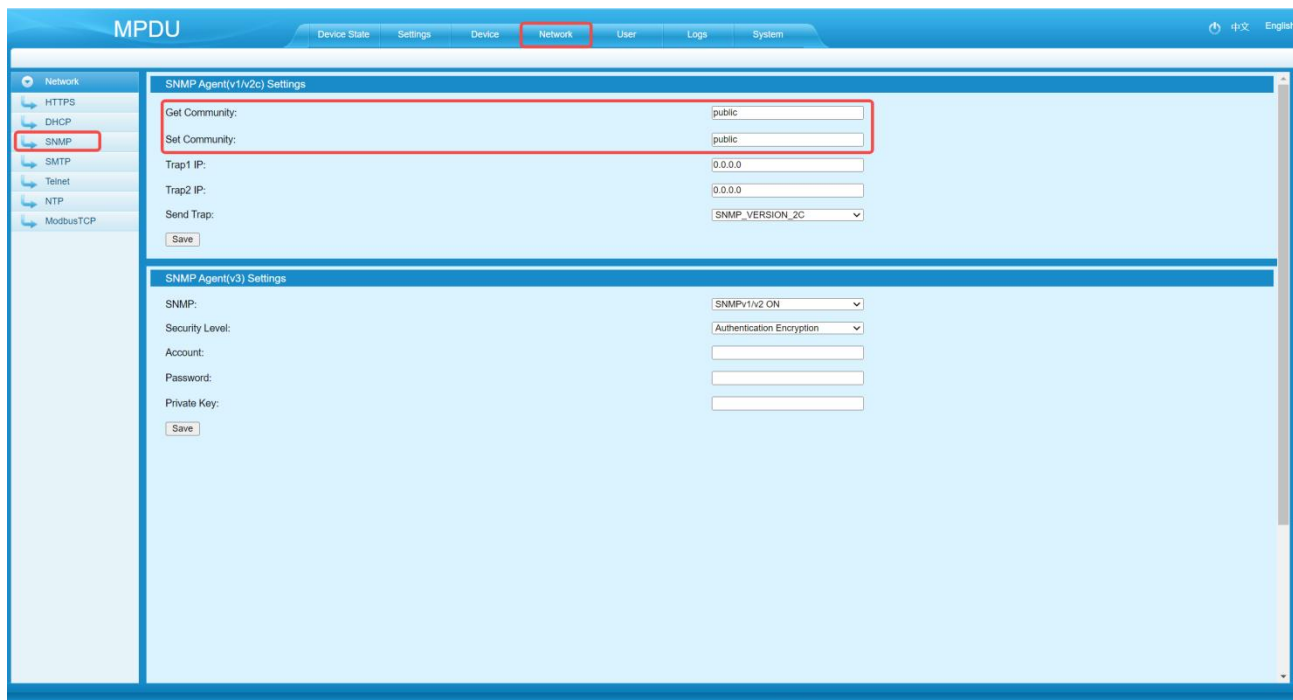 MPDU
Device State Settings Device Network User Logs System
中文 English
Network
HTTPS
DHCP
SNMP
SMTP
Telnet
NTP
ModbusTCP
SNMP Agent(v1/v2c) Settings
Get Community: public
Set Community: public
Trap1 IP: 0.0.0.0
Trap2 IP: 0.0.0.0
Send Trap: SNMP_VERSION_2C
Save
SNMP Agent(v3) Settings
SNMP: SNMPv1/v2 ON
Security Level: Authentication Encryption
Account:
Password:
Private Key:
Save